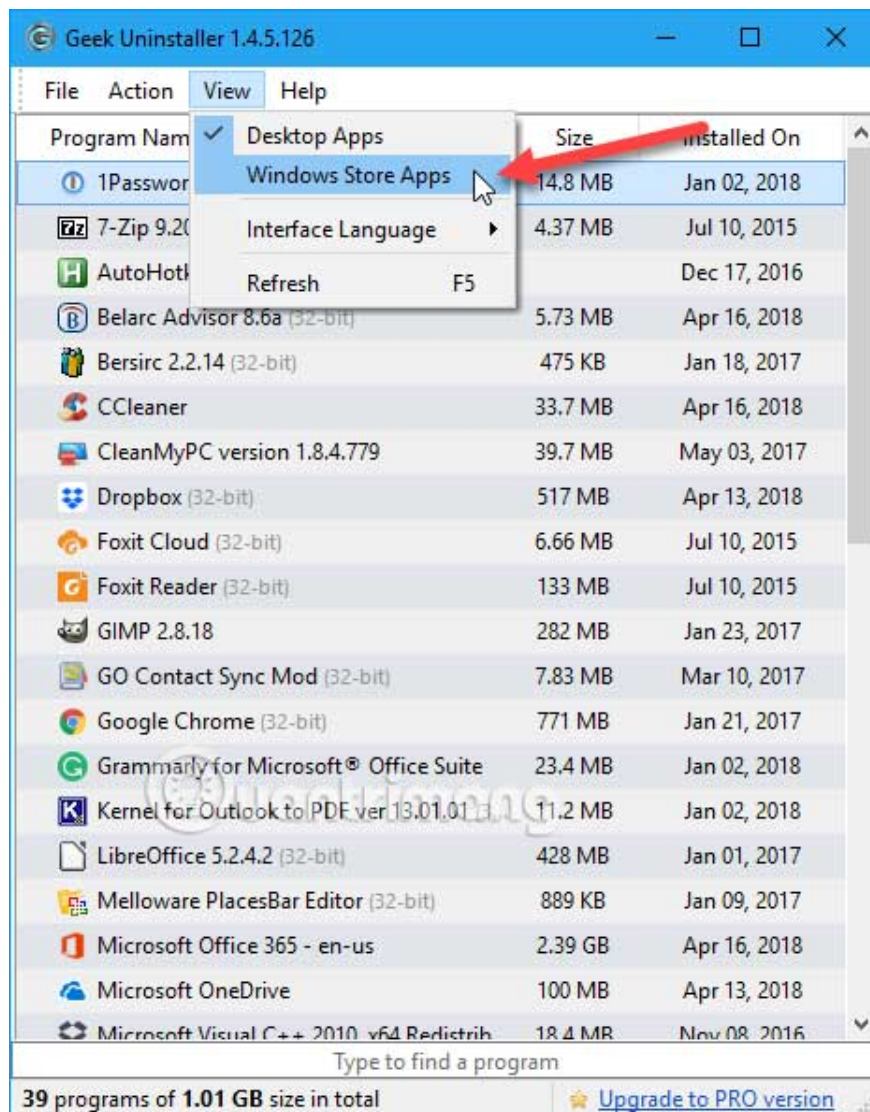 Geek Uninstaller 1.4.5.126
File Action View Help
Program Nam Size Installed On
Desktop Apps
Windows Store Apps
Interface Language
Refresh F5
1Passwor 14.8 MB Jan 02, 2018
7-Zip 9.20 4.37 MB Jul 10, 2015
AutoHotk Dec 17, 2016
Belarc Advisor 8.6a (32-bit) 5.73 MB Apr 16, 2018
Bersirc 2.2.14 (32-bit) 475 KB Jan 18, 2017
CCleaner 33.7 MB Apr 16, 2018
CleanMyPC version 1.8.4.779 39.7 MB May 03, 2017
Dropbox (32-bit) 517 MB Apr 13, 2018
Foxit Cloud (32-bit) 6.66 MB Jul 10, 2015
Foxit Reader (32-bit) 133 MB Jul 10, 2015
GIMP 2.8.18 282 MB Jan 23, 2017
GO Contact Sync Mod (32-bit) 7.83 MB Mar 10, 2017
Google Chrome (32-bit) 771 MB Jan 21, 2017
Grammarly for Microsoft® Office Suite 23.4 MB Jan 02, 2018
Quantrimang
Kernel for Outlook to PDF ver 13.01.01 11.2 MB Jan 02, 2018
LibreOffice 5.2.4.2 (32-bit) 428 MB Jan 01, 2017
Melloware PlacesBar Editor (32-bit) 889 KB Jan 09, 2017
Microsoft Office 365 - en-us 2.39 GB Apr 16, 2018
Microsoft OneDrive 100 MB Apr 13, 2018
Microsoft Visual C++ 2010 x64 Redistrib 18.4 MB Nov 08, 2016
Type to find a program
39 programs of 1.01 GB size in total Upgrade to PRO version